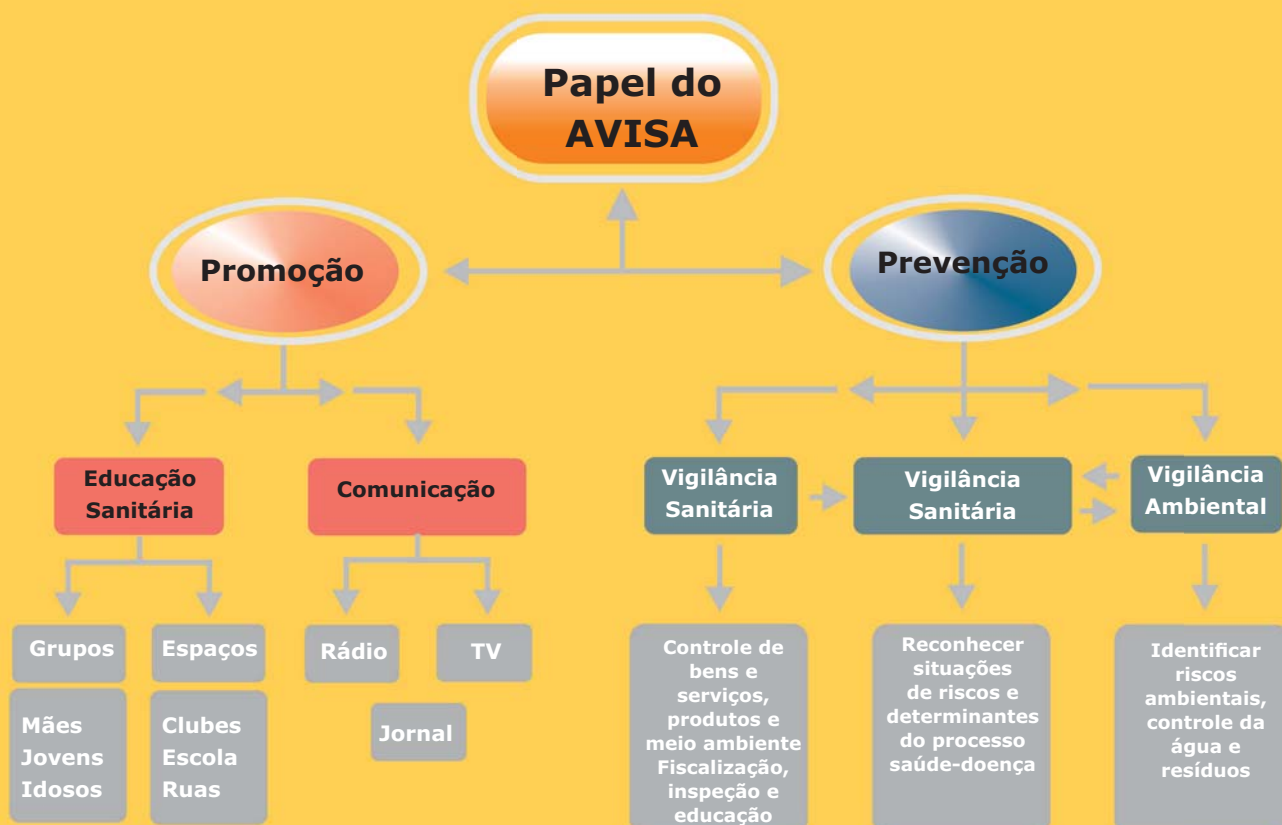 Papel do
AVISA
Promoção
Prevenção
Educação
Sanitária
Comunicação
Vigilância
Sanitária
Vigilância
Sanitária
Vigilância
Ambiental
Grupos
Espaços
Rádio
TV
Jornal
Mães
Jovens
Idosos
Clubes
Escola
Ruas
Controle de
bens e
serviços,
produtos e
meio ambiente
Fiscalização,
inspeção e
educação
Reconhecer
situações
de riscos e
determinantes
do processo
saúde-doença
Identificar
riscos
ambientais,
controle da
água e
resíduos